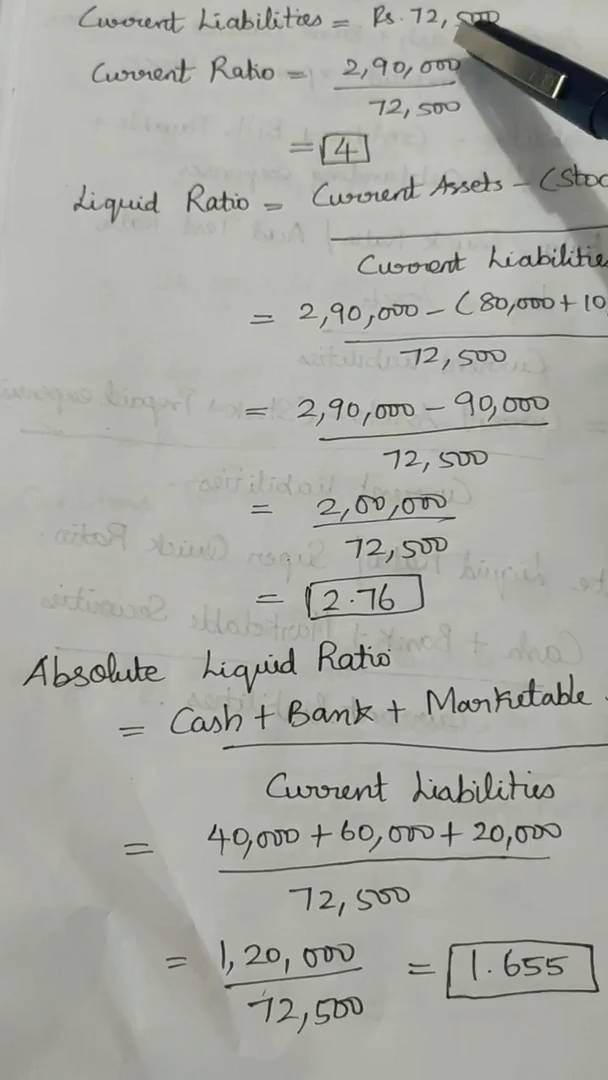 Current Liabilities = Rs. 72,500
Current Ratio = 2,90,000
72,500
= 4
Liquid Ratio = Current Assets - (Stoc
Current Liabilitie
= 2,90,000 - (80,000 + 10
72,500
= 2,90,000 - 90,000
72,500
= 2,00,000
72,500
= 2.76
Absolute Liquid Ratio
= Cash + Bank + Marketable
Current Liabilities
= 40,000 + 60,000 + 20,000
72,500
= 1,20,000 = 1.655
72,500